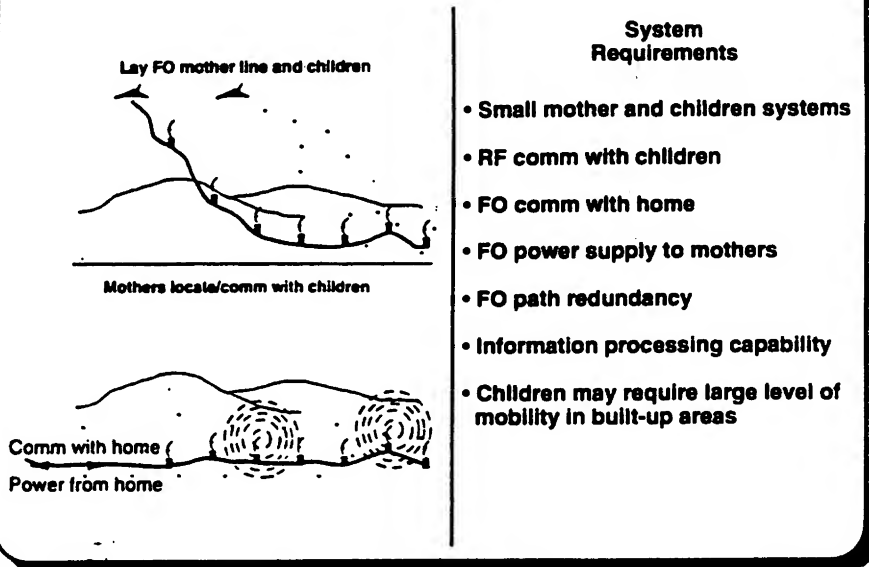 Lay FO mother line and children
Mothers locate/comm with children
Comm with home
Power from home
System
Requirements
• Small mother and children systems
• RF comm with children
• FO comm with home
• FO power supply to mothers
• FO path redundancy
• Information processing capability
• Children may require large level of
mobility in built-up areas